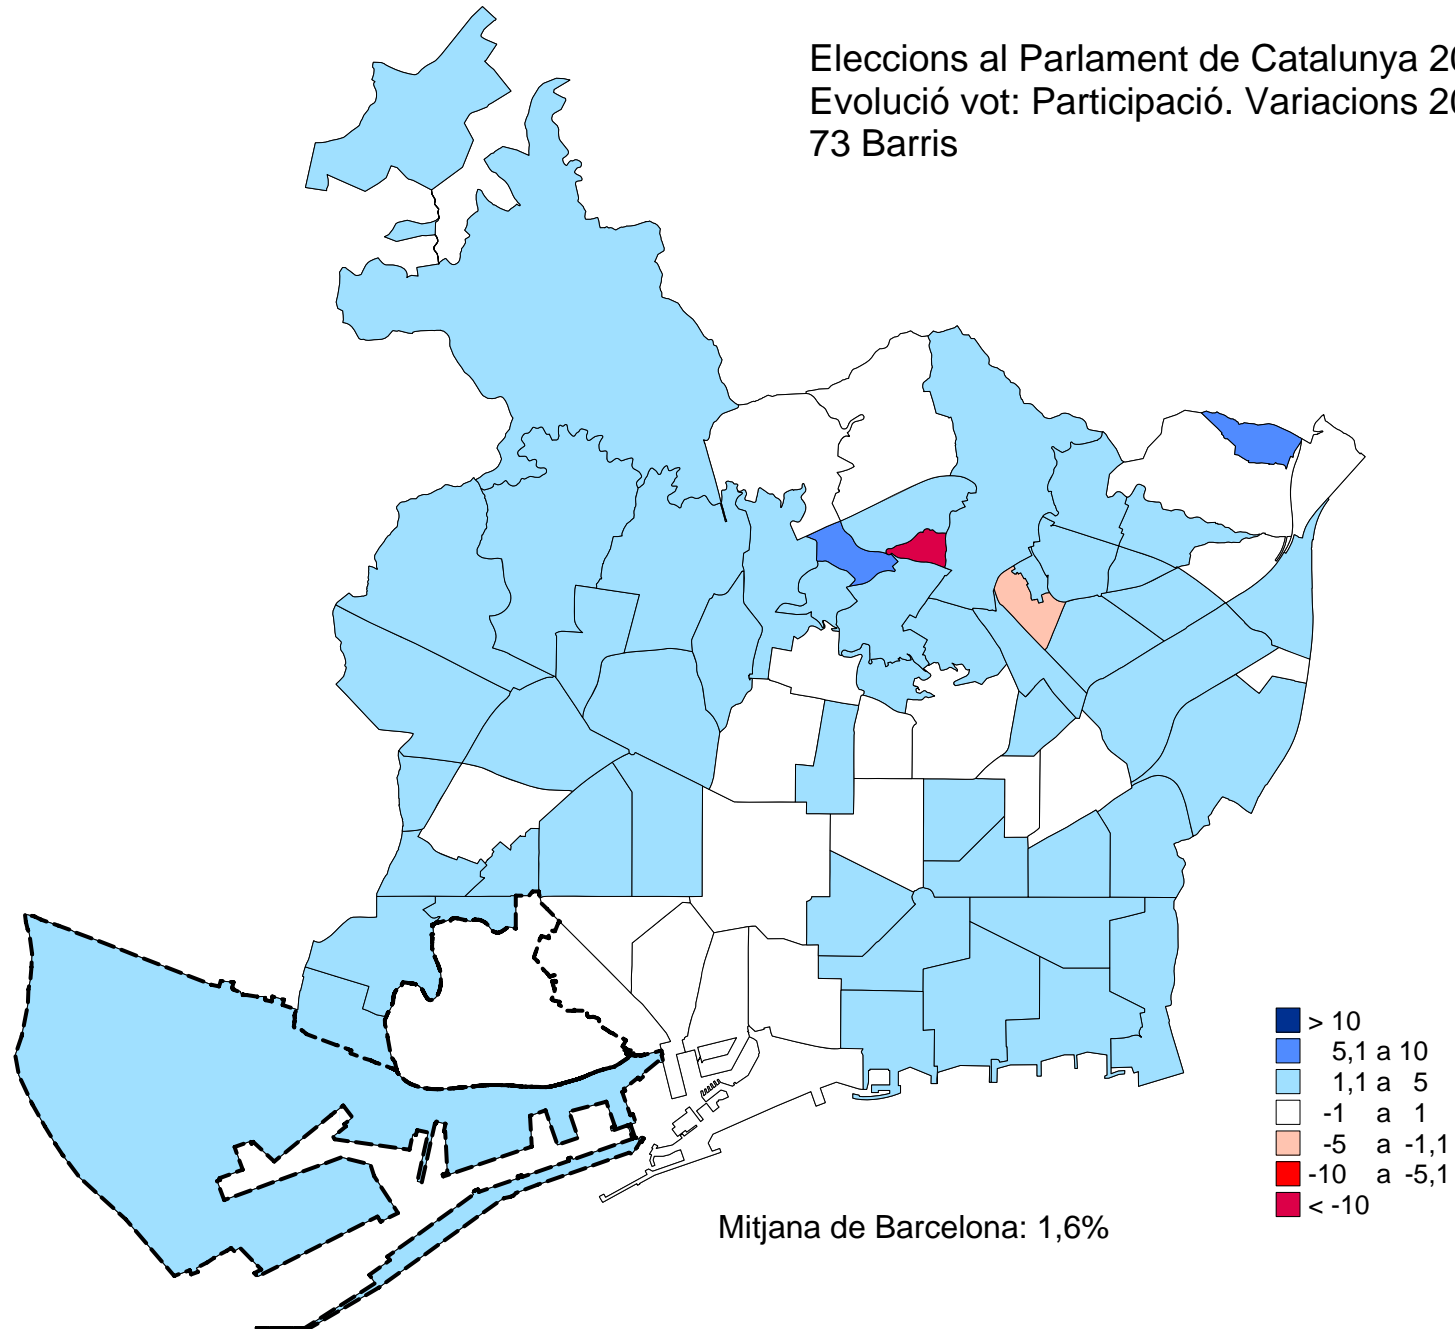 Eleccions al Parlament de Catalunya 20
Evolució vot: Participació. Variacions 20
73 Barris
> 10
5,1 a 10
1,1 a 5
-1 a 1
-5 a -1,1
-10 a -5,1
< -10
Mitjana de Barcelona: 1,6%